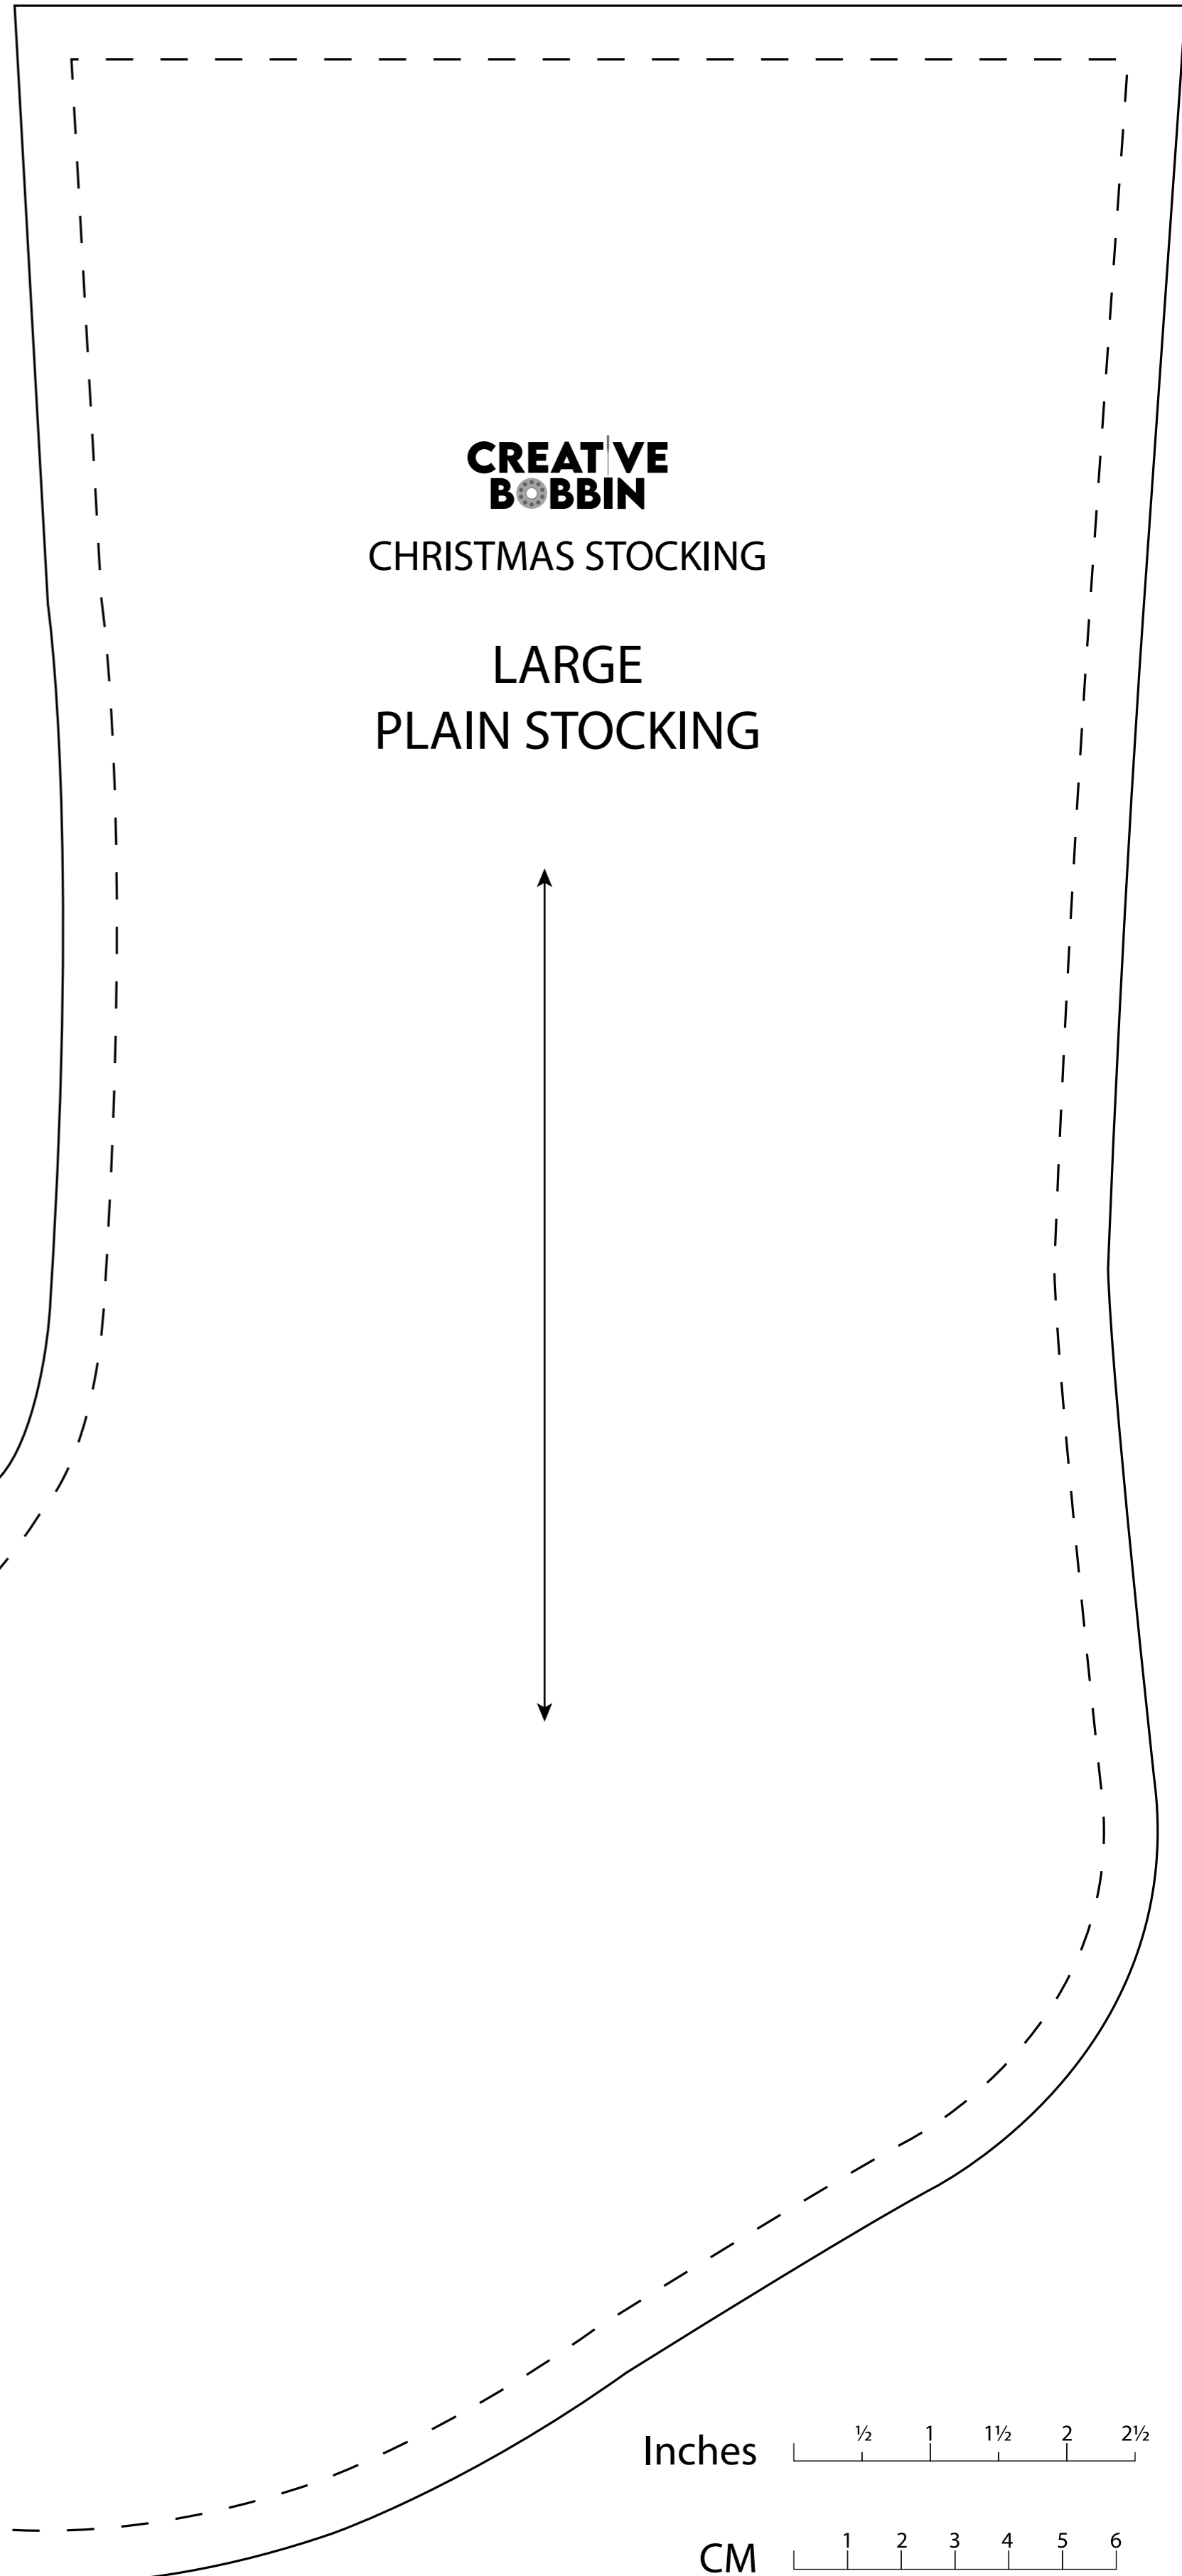 CREATIVE
BOBBIN
CHRISTMAS STOCKING
LARGE
PLAIN STOCKING
Inches ½ 1 1½ 2 2½
CM 1 2 3 4 5 6